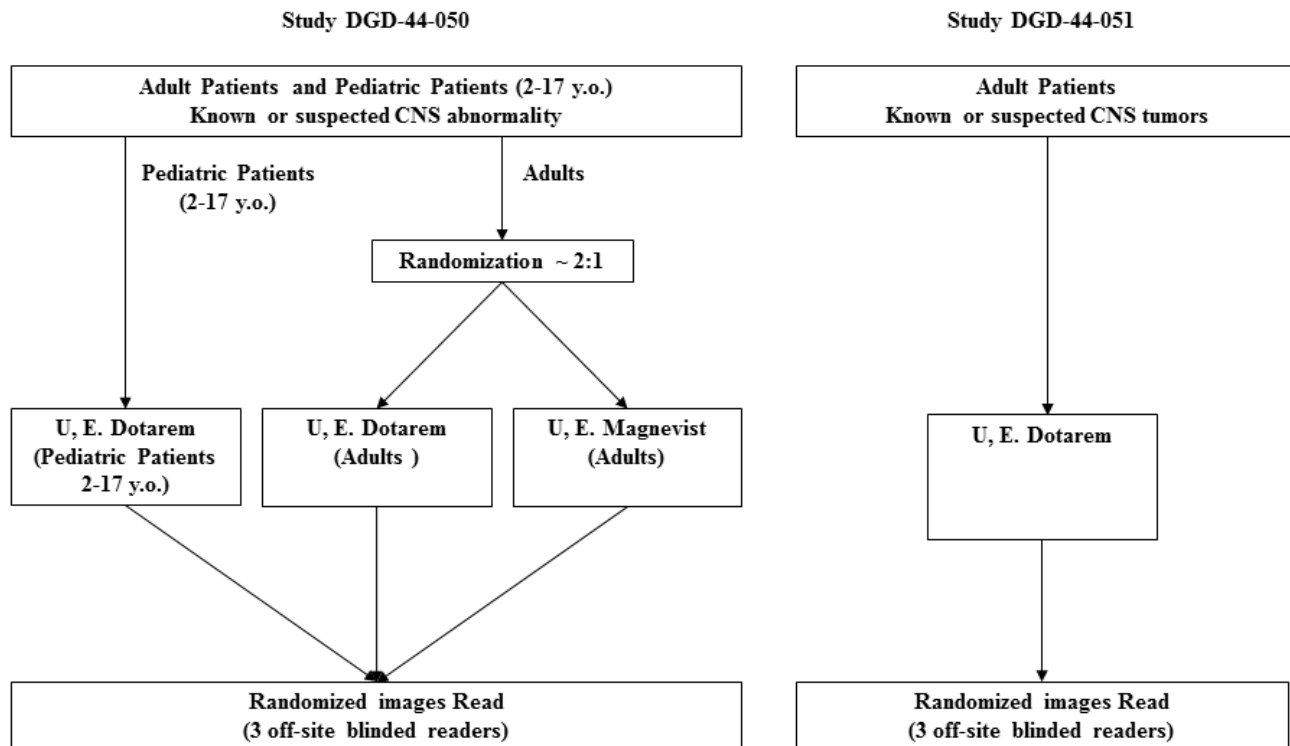 Study DGD-44-050
Adult Patients and Pediatric Patients (2-17 y.o.)
Known or suspected CNS abnormality
Pediatric Patients
(2-17 y.o.)
Adults
Randomization ~ 2:1
U, E. Dotarem
(Pediatric Patients
2-17 y.o.)
U, E. Dotarem
(Adults )
U, E. Magnevist
(Adults)
Randomized images Read
(3 off-site blinded readers)
Study DGD-44-051
Adult Patients
Known or suspected CNS tumors
U, E. Dotarem
Randomized images Read
(3 off-site blinded readers)